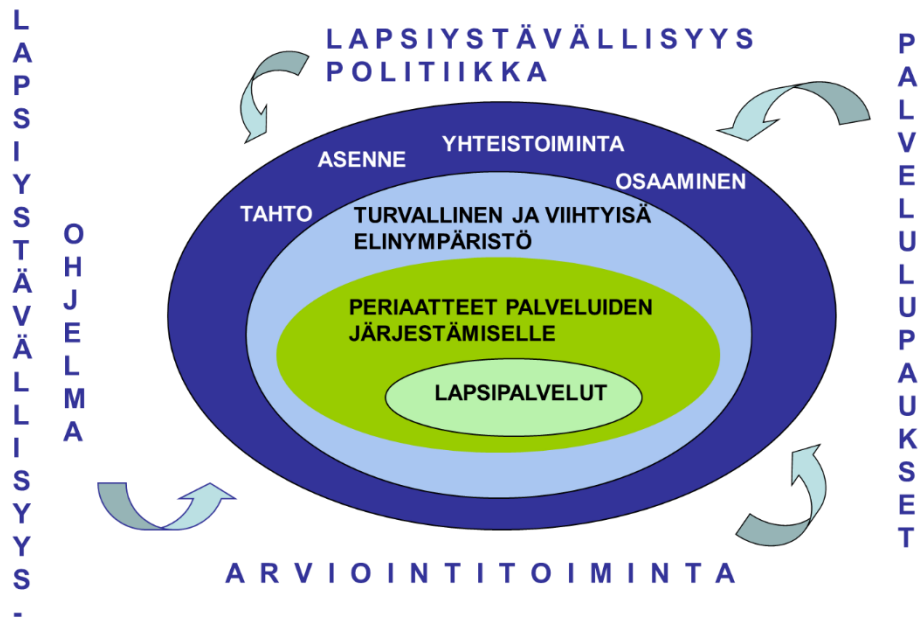 LAPSIYSTÄVÄLLISYYS-
OHJELMA
LAPSIYSTÄVÄLLISYYS
POLITIIKKA
PALVELULUPAUKSET
TAHTO
ASENNE
YHTEISTOIMINTA
OSAAMINEN
TURVALLINEN JA VIIHTYISÄ
ELINYMPÄRISTÖ
PERIAATTEET PALVELUIDEN
JÄRJESTÄMISELLE
LAPSIPALVELUT
ARVIOINTITOIMINTA